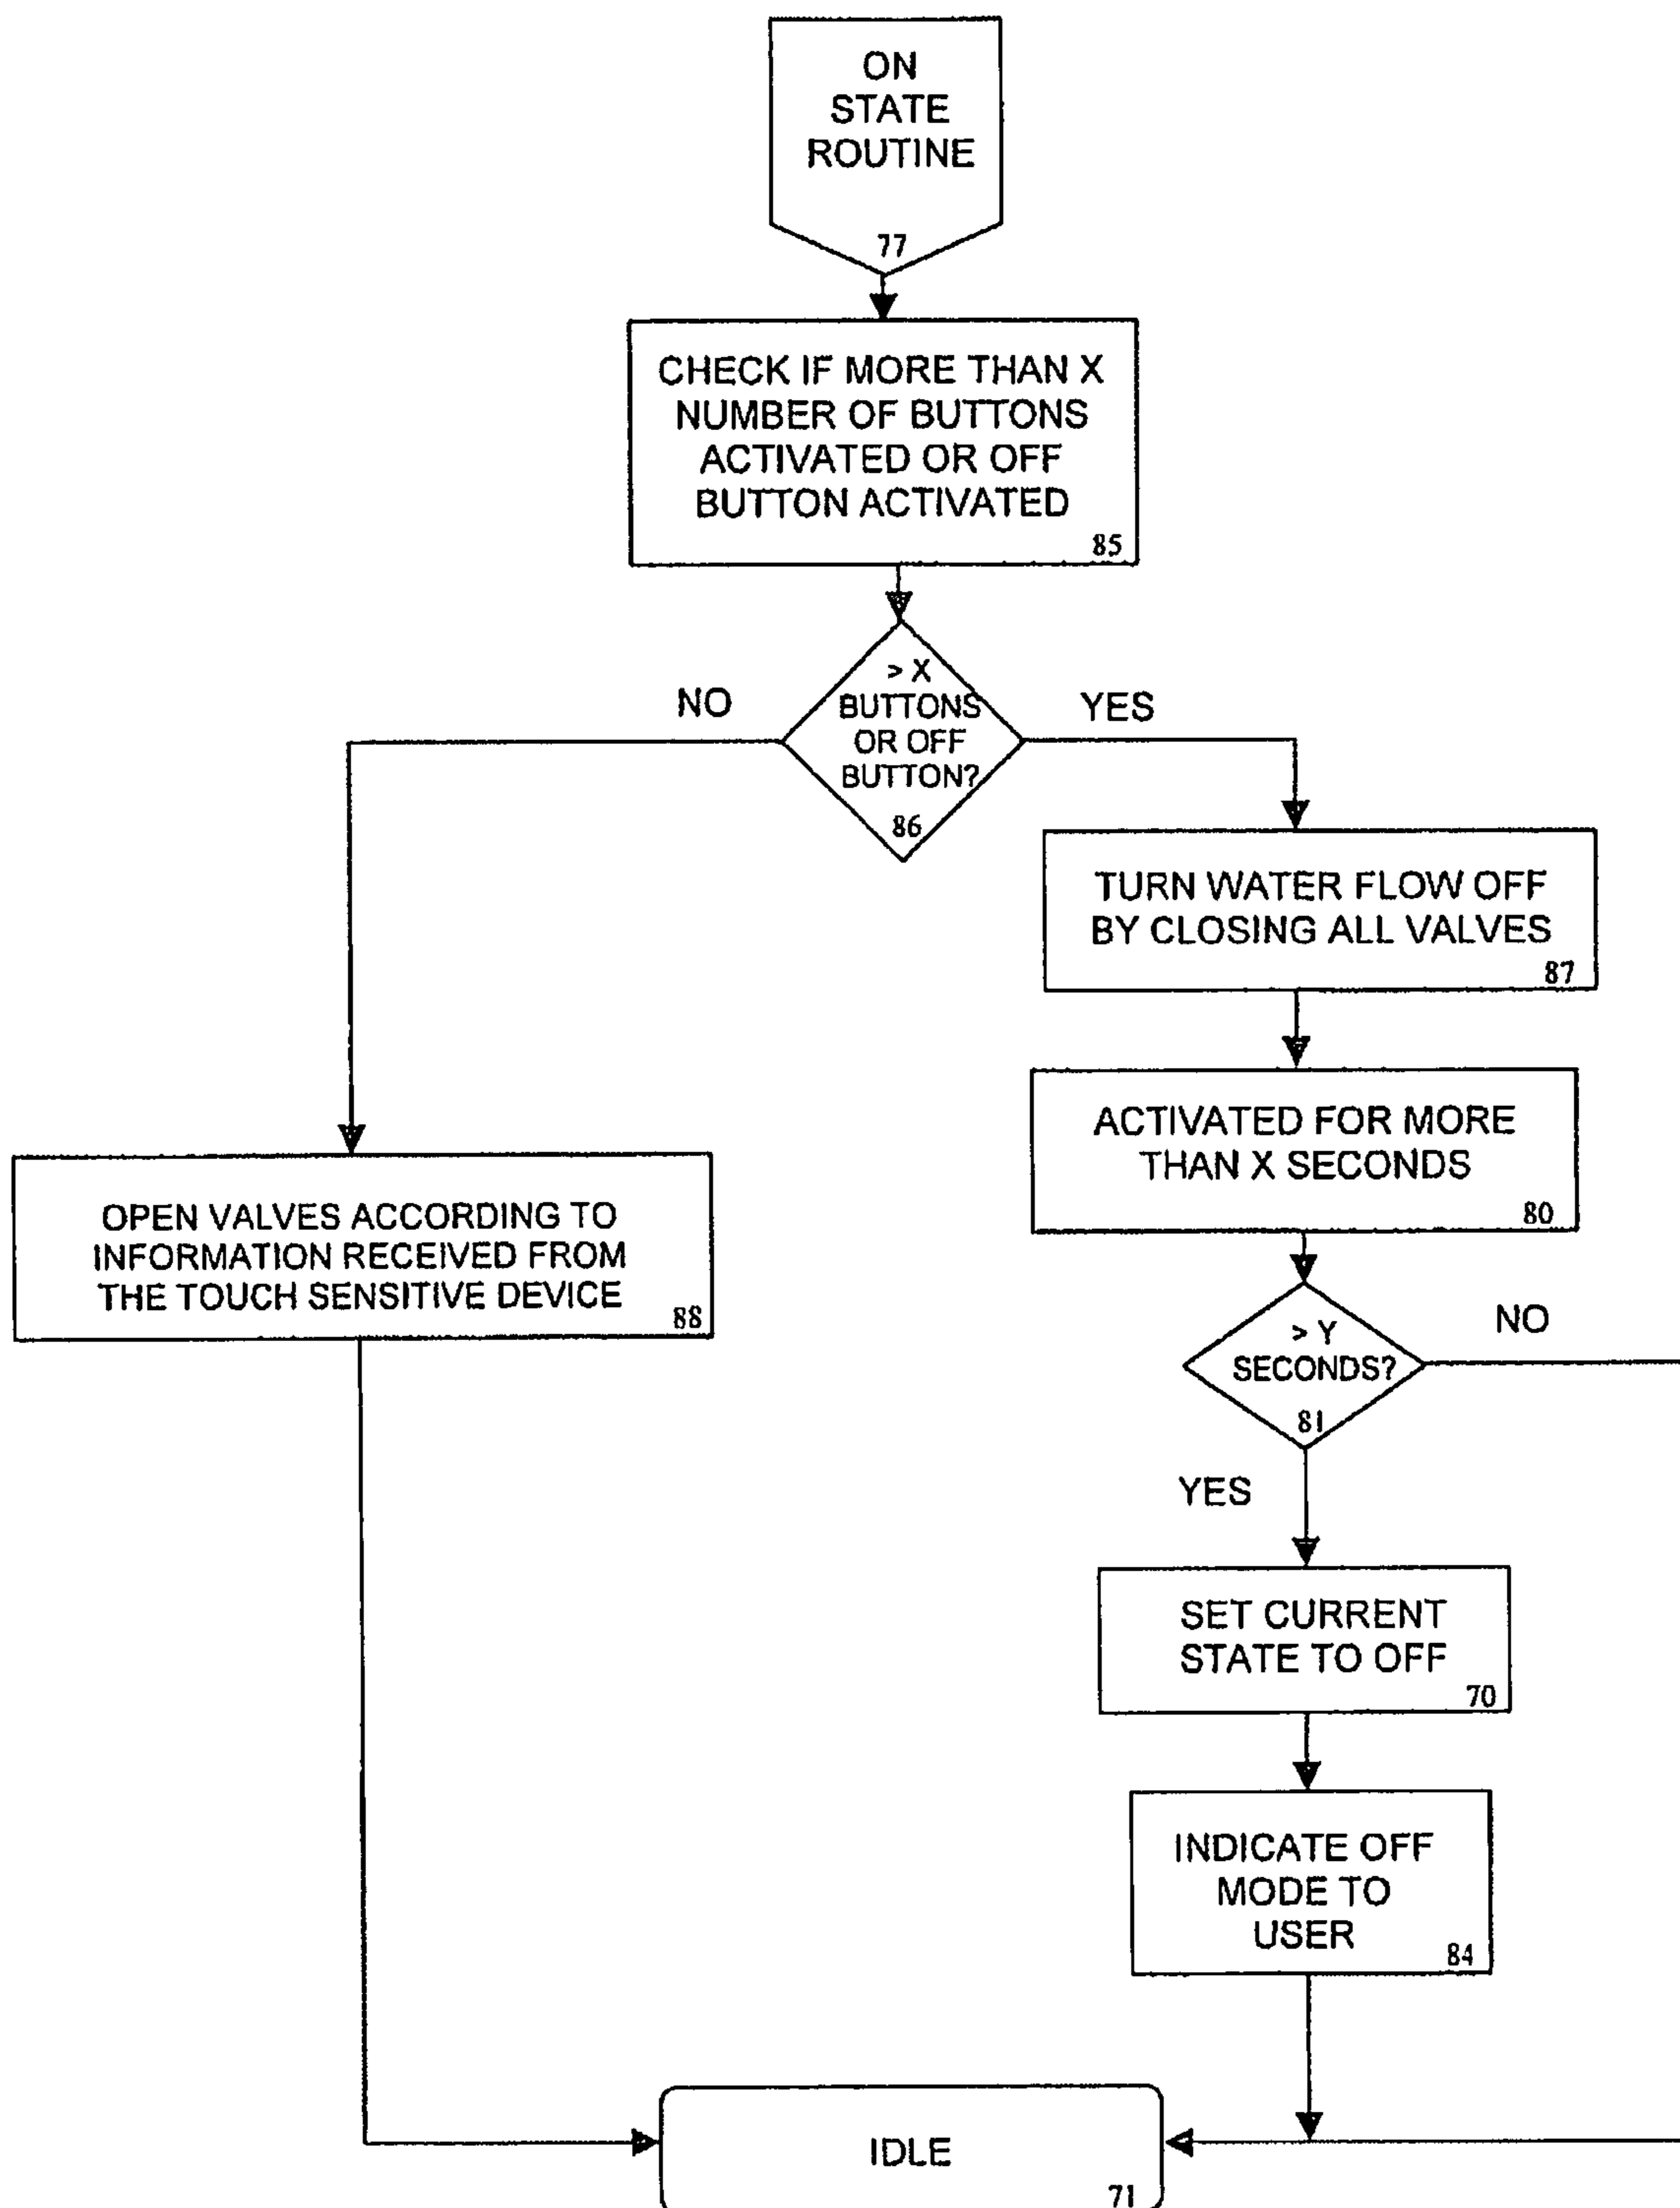 ON
STATE
ROUTINE
77
CHECK IF MORE THAN X
NUMBER OF BUTTONS
ACTIVATED OR OFF
BUTTON ACTIVATED
85
> X
BUTTONS
OR OFF
BUTTON?
86
NO
YES
TURN WATER FLOW OFF
BY CLOSING ALL VALVES
87
ACTIVATED FOR MORE
THAN X SECONDS
80
OPEN VALVES ACCORDING TO
INFORMATION RECEIVED FROM
THE TOUCH SENSITIVE DEVICE
88
> Y
SECONDS?
81
NO
YES
SET CURRENT
STATE TO OFF
70
INDICATE OFF
MODE TO
USER
84
IDLE
71